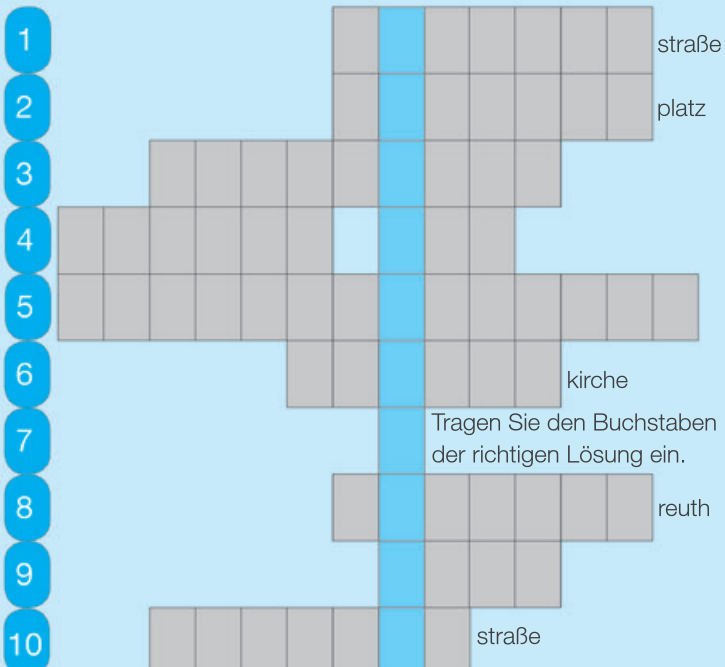 1 straße
2 platz
3
4
5
6 kirche
7 Tragen Sie den Buchstaben
der richtigen Lösung ein.
8 reuth
9
10 straße